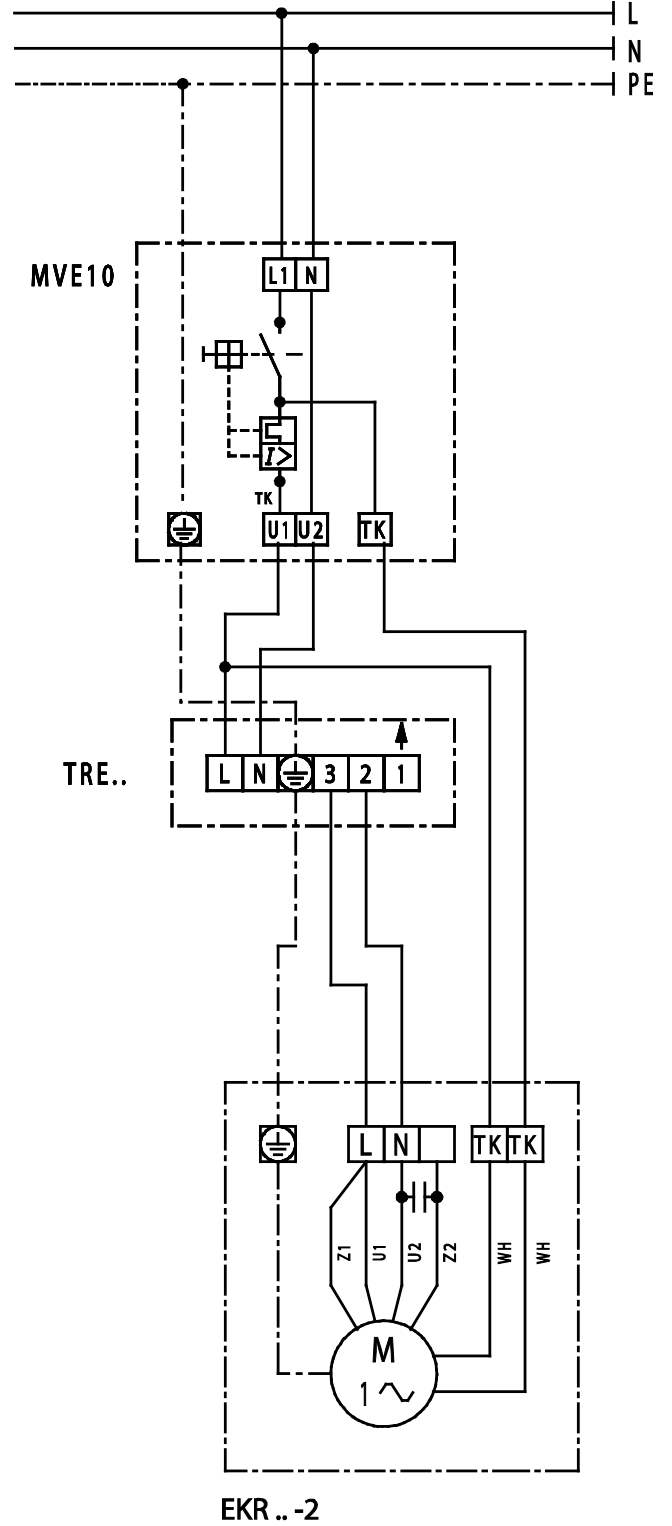 L
N
PE
MVE10
L1 N
I>
TK
U1 U2 TK
TRE..
L N 3 2 1
L N TK TK
Z1 U1 U2 Z2 WH WH
M
1
EKR .. -2